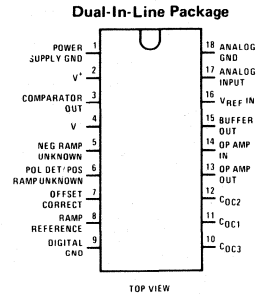 Dual-In-Line Package
POWER
SUPPLY GND 1
V+ 2
COMPARATOR
OUT 3
V 4
NEG RAMP
UNKNOWN 5
POL DET/POS
RAMP UNKNOWN 6
OFFSET
CORRECT 7
RAMP
REFERENCE 8
DIGITAL
GND 9
18 ANALOG
GND
17 ANALOG
INPUT
16 VREF IN
15 BUFFER
OUT
14 OP AMP
IN
13 OP AMP
OUT
12 COC2
11 COC1
10 COC3
TOP VIEW